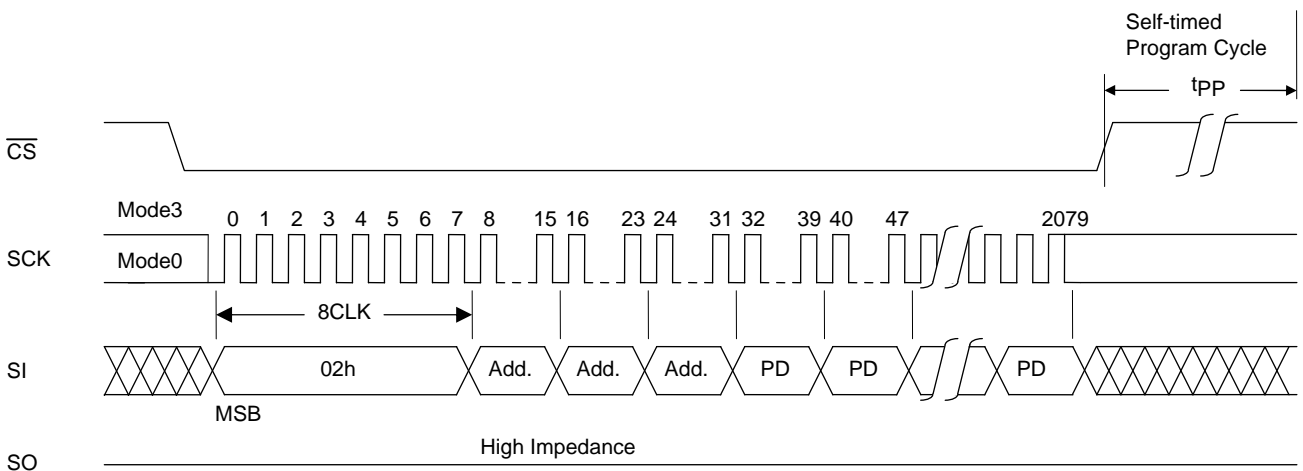 Self-timed
Program Cycle
tPP
CS
Mode3
0 1 2 3 4 5 6 7 8 15 16 23 24 31 32 39 40 47 2079
SCK
Mode0
8CLK
SI
02h Add. Add. Add. PD PD PD
MSB
High Impedance
SO